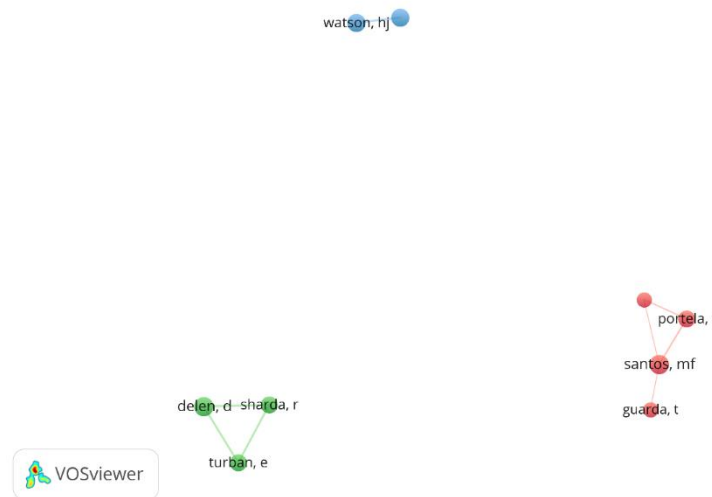 watson, hj
portela,
santos, mf
delen, d
sharda, r
guarda, t
turban, e
VOSviewer